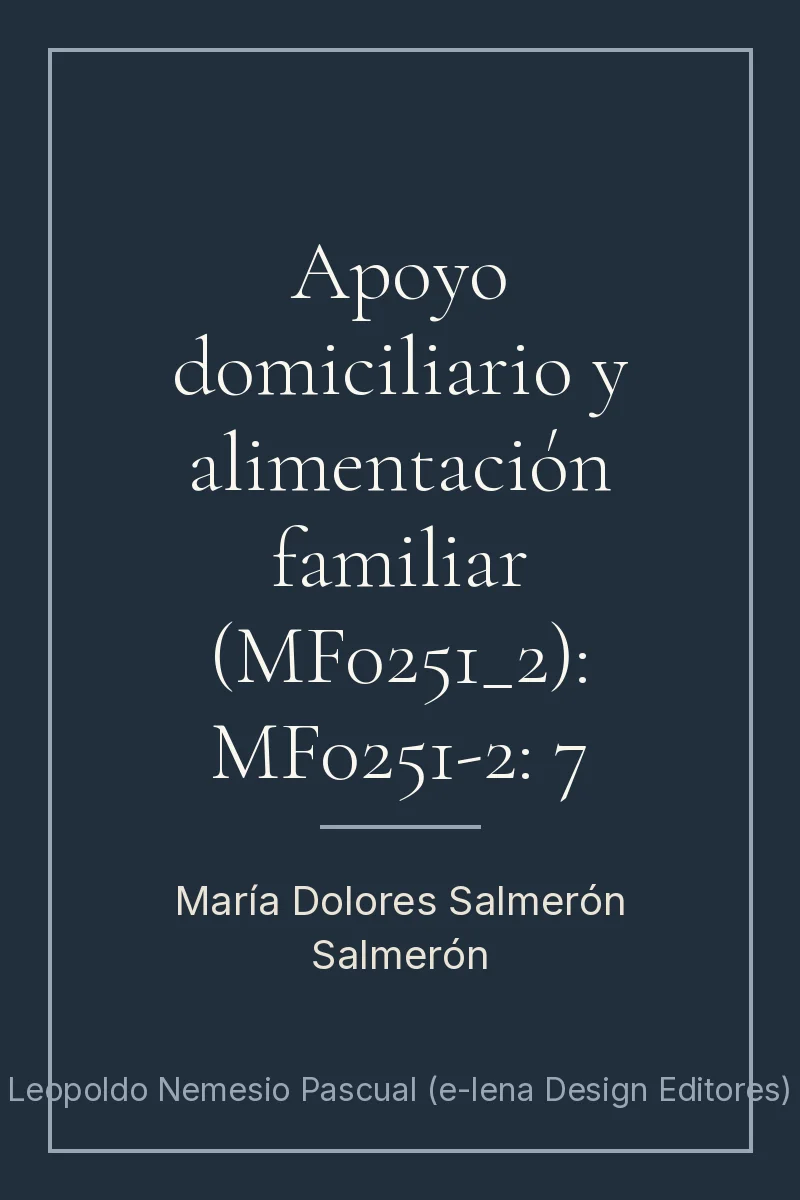 Apoyo
domiciliario y
alimentación
familiar
(MF0251_2):
MF0251-2: 7
María Dolores Salmerón
Salmerón
Leopoldo Nemesio Pascual (e-lena Design Editores)